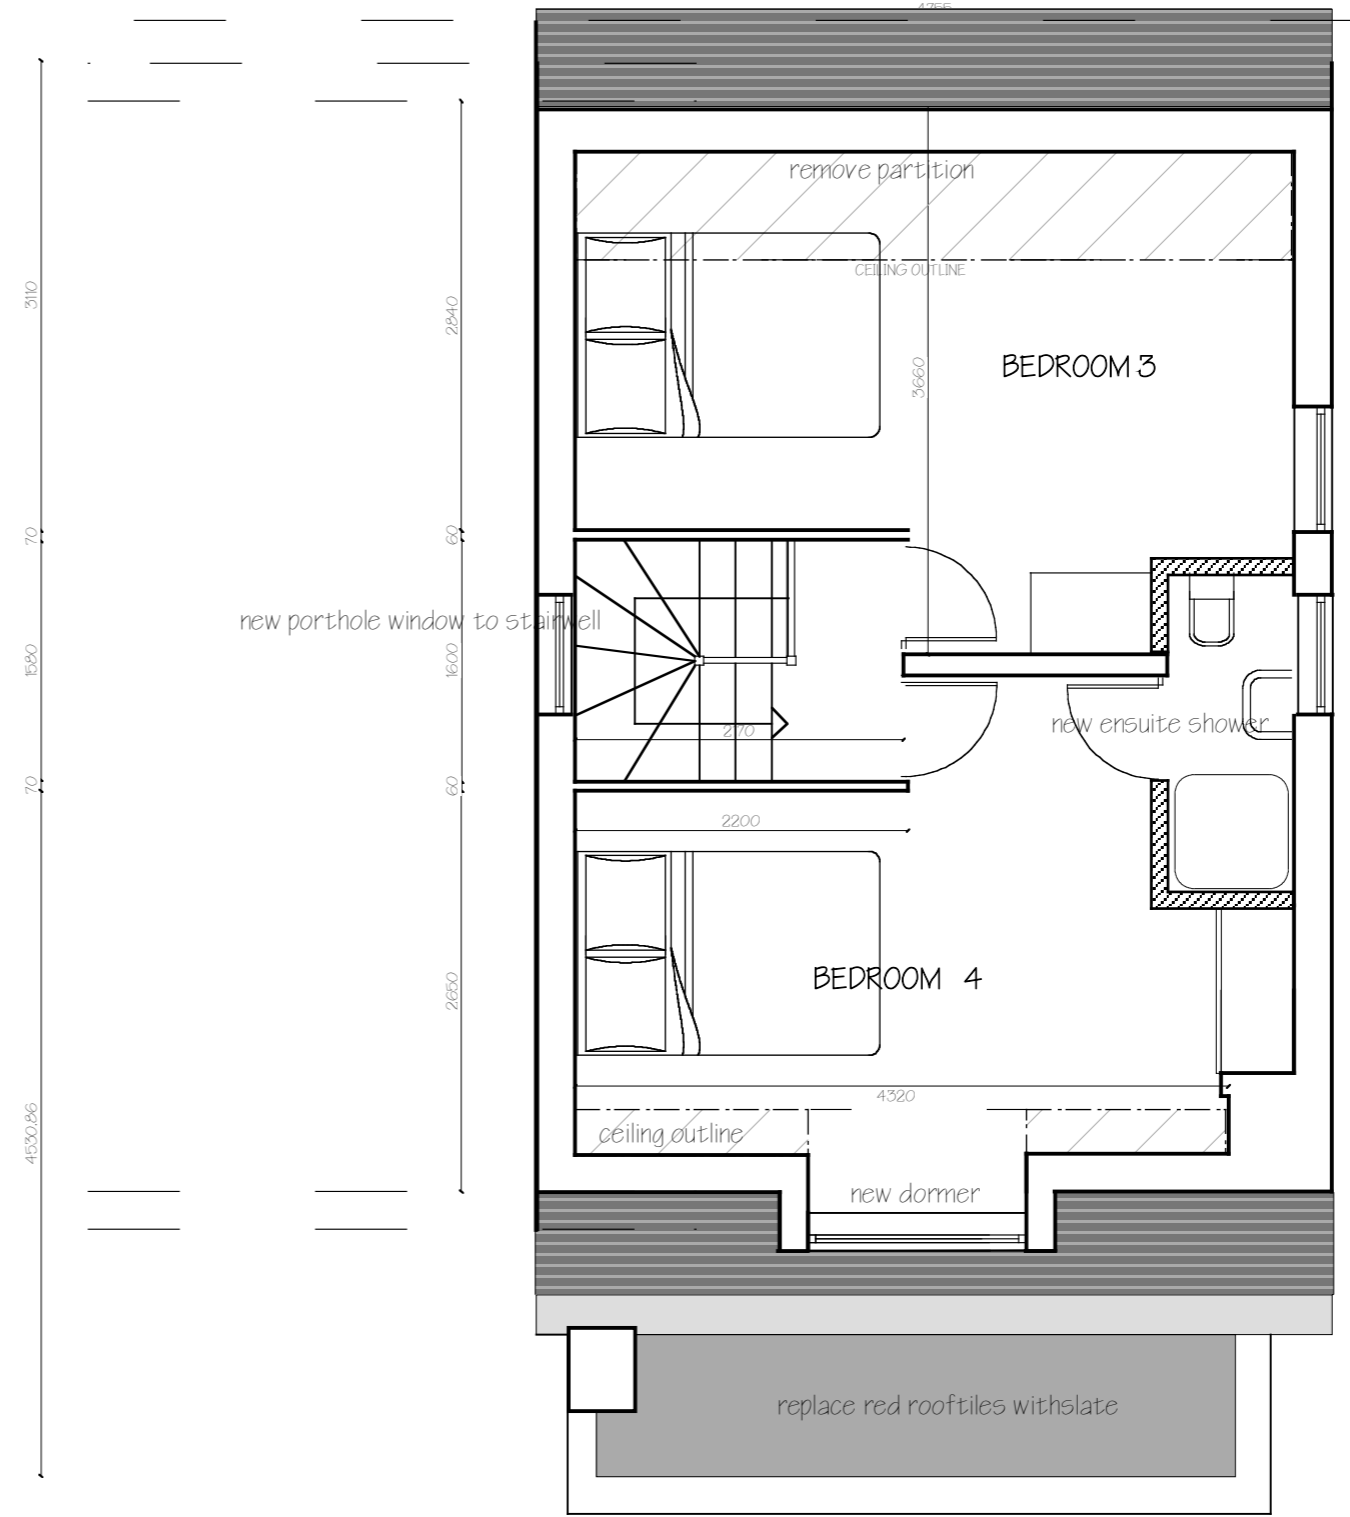 4755
remove partition
CEILING OUTLINE
3110
2840
3660
BEDROOM 3
70
60
new porthole window to stairwell
1580
1600
new ensuite shower
2170
70
60
2200
2650
BEDROOM 4
4320
4530.86
ceiling outline
new dormer
replace red rooftiles withslate